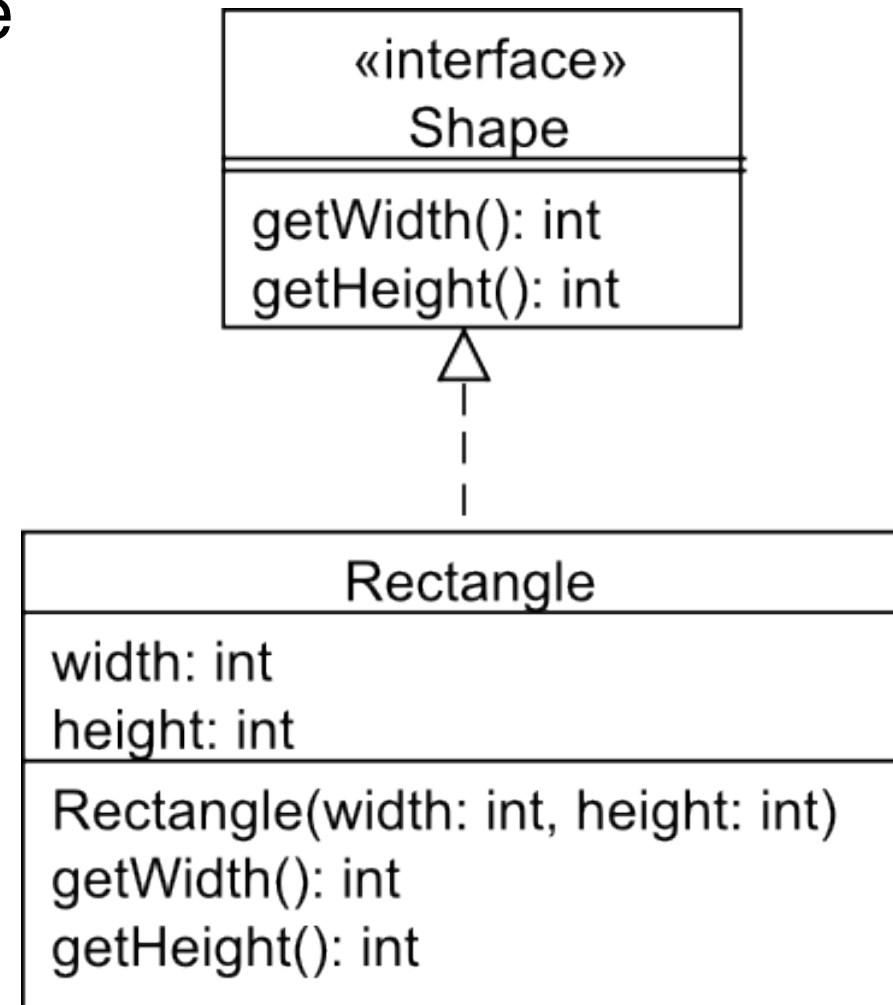 «interface»
Shape
getWidth(): int
getHeight(): int
Rectangle
width: int
height: int
Rectangle(width: int, height: int)
getWidth(): int
getHeight(): int